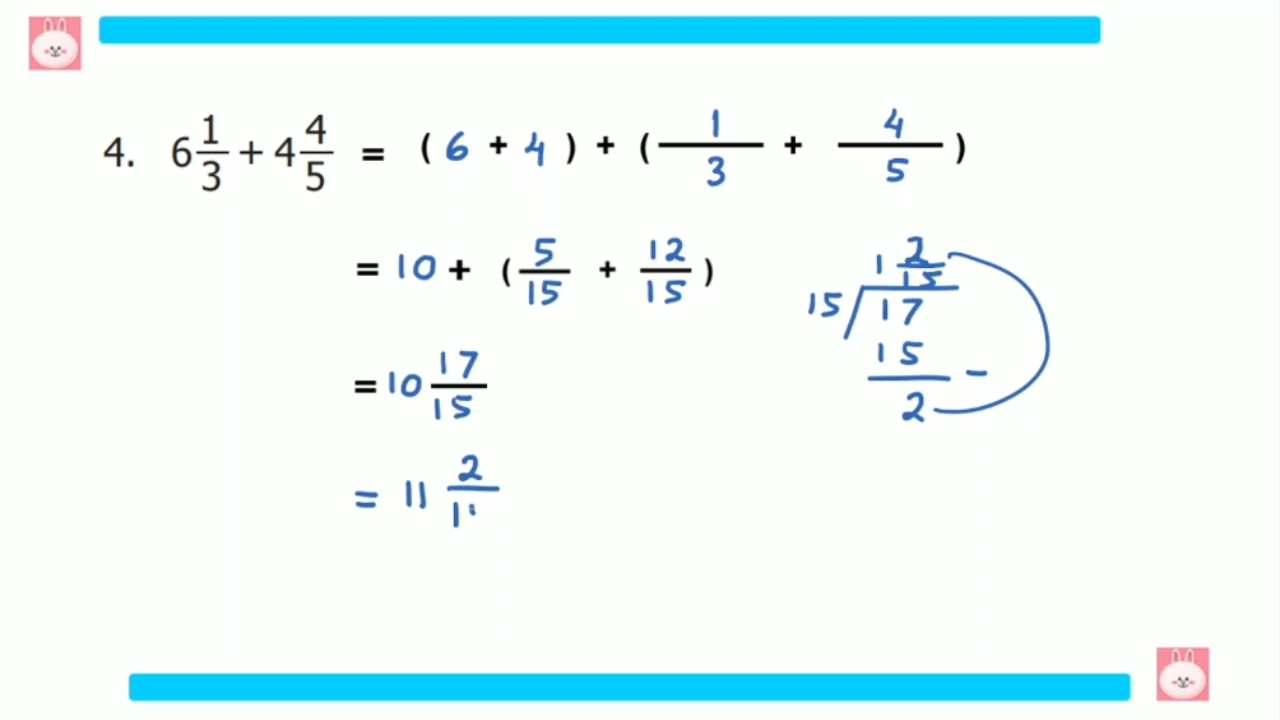 4. 6 1/3 + 4 4/5 = ( 6 + 4 ) + ( 1/3 + 4/5 )
= 10 + ( 5/15 + 12/15 )
= 10 17/15
= 11 2/1
1 2/15
15 / 17
15 -
2